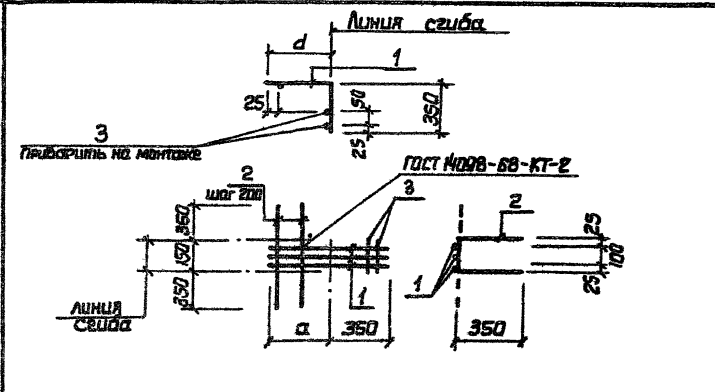 Линия сгиба
d
1
25
50
350
25
3
Приварить на монтаже
ГОСТ 14098-68-КТ-2
2
шаг 200
3
2
360
150
350
25
100
25
1
1
Линия
сгиба
а
350
350